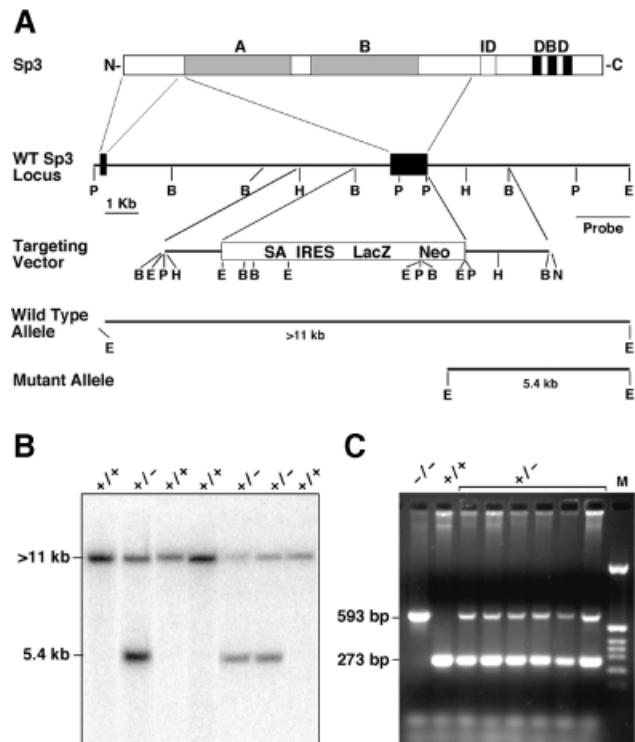 A
A B ID DBD
Sp3 N- -C
WT Sp3
Locus
P B B H B P P H B P E
1 Kb
Probe
Targeting
Vector
SA IRES LacZ Neo
B E P H E B B E E P B E P H B N
Wild Type
Allele
E >11 kb E
Mutant Allele
E 5.4 kb E
B
+/+ +/- +/+ +/+ +/- +/- +/+
>11 kb
5.4 kb
C
-/- +/+ +/- M
593 bp
273 bp